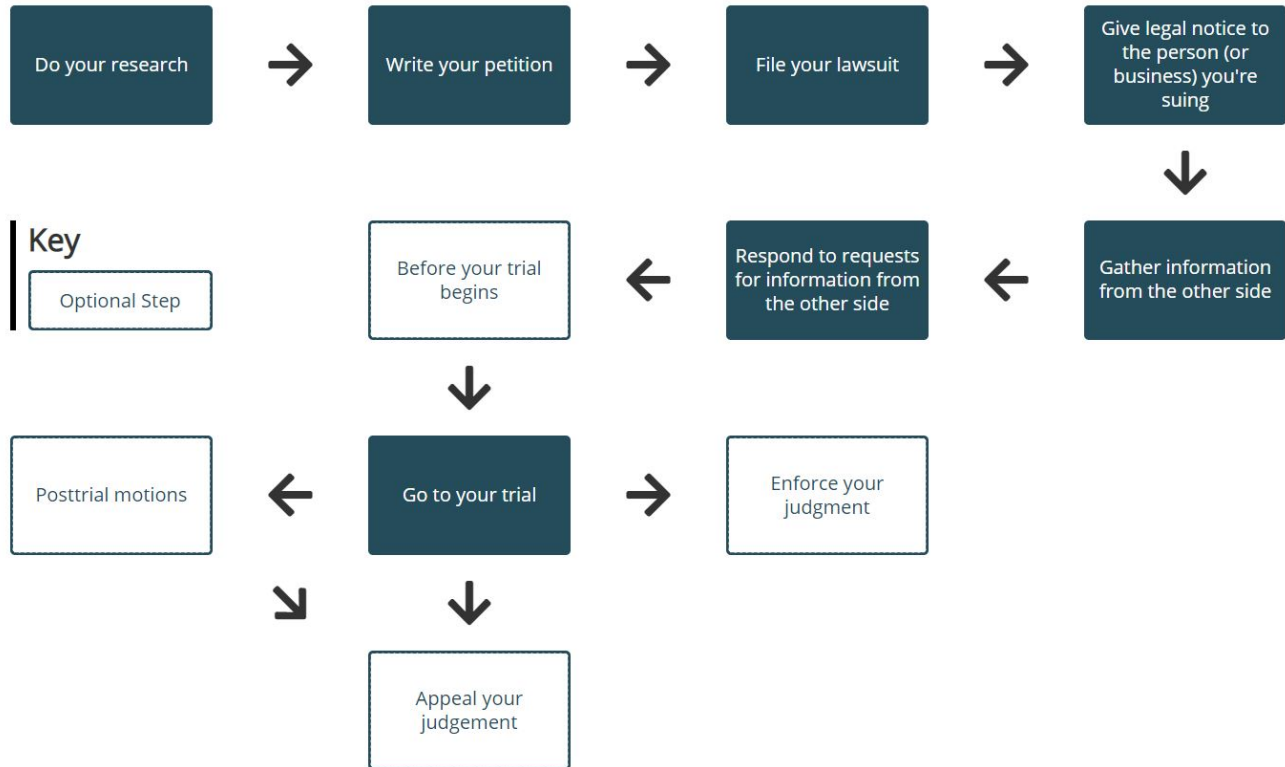 Do your research
Write your petition
File your lawsuit
Give legal notice to
the person (or
business) you're
suing
Key
Optional Step
Before your trial
begins
Respond to requests
for information from
the other side
Gather information
from the other side
Posttrial motions
Go to your trial
Enforce your
judgment
Appeal your
judgement